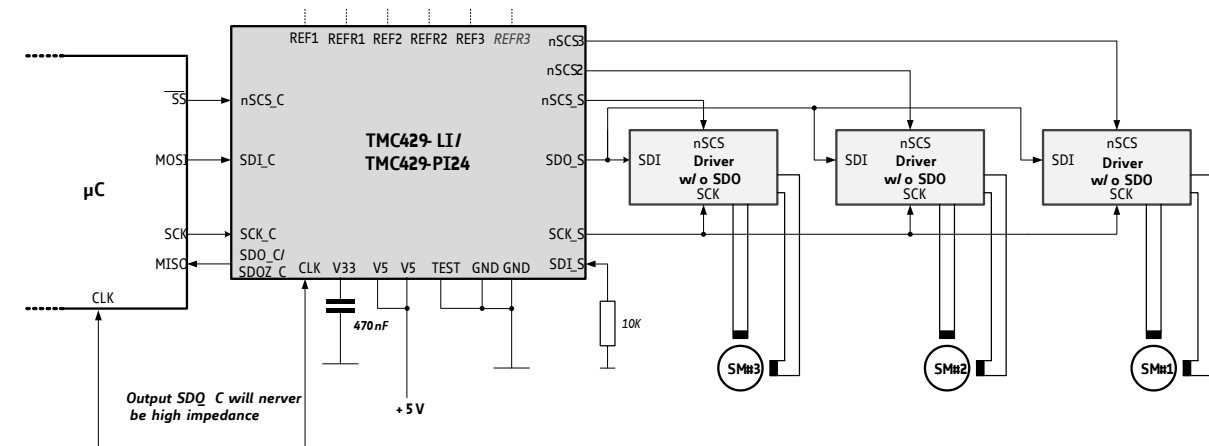 REF1 REFR1 REF2 REFR2 REF3 REFR3
nSCS3
nSCS2
SS nSCS_C nSCS_S
TMC429- LI/
TMC429-PI24
MOSI SDI_C SDO_S
µC
SCK SCK_C SCK_S
MISO SDO_C/
SDOZ_C
CLK V33 V5 V5 TEST GND GND SDI_S
CLK
470 nF
10K
+ 5 V
Output SDO_C will nerver
be high impedance
SDI nSCS
Driver
w/o SDO
SCK
SDI nSCS
Driver
w/o SDO
SCK
SDI nSCS
Driver
w/o SDO
SCK
SM#3 SM#2 SM#1